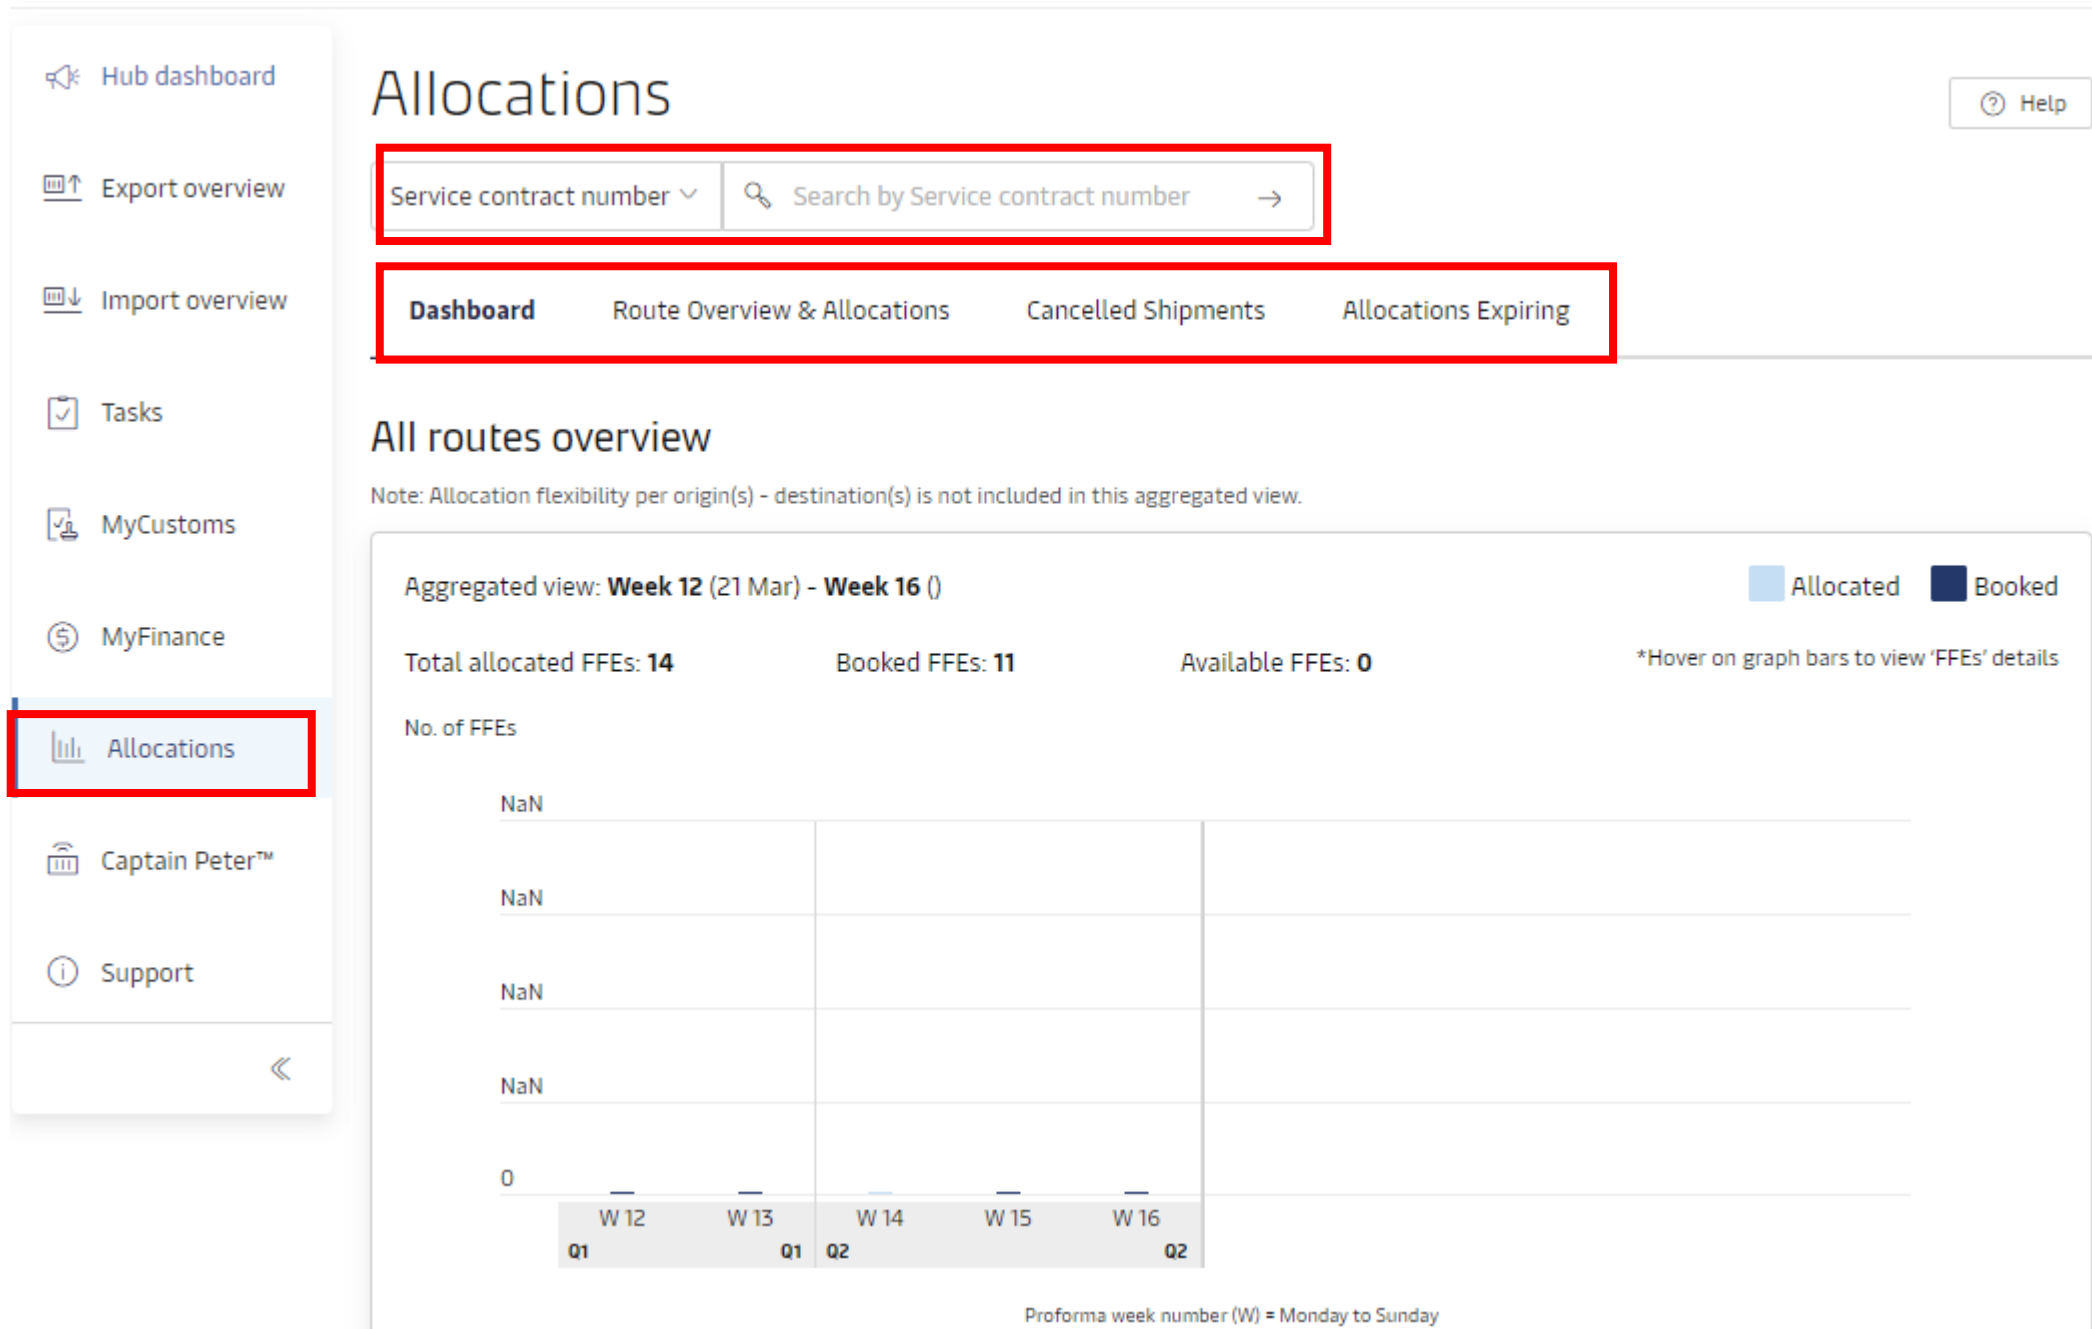 Hub dashboard
Export overview
Import overview
Tasks
MyCustoms
MyFinance
Allocations
Captain Peter™
Support
Allocations
Help
Service contract number
Search by Service contract number
Dashboard Route Overview & Allocations Cancelled Shipments Allocations Expiring
All routes overview
Note: Allocation flexibility per origin(s) - destination(s) is not included in this aggregated view.
Aggregated view: Week 12 (21 Mar) - Week 16 ()
Allocated Booked
Total allocated FFEs: 14 Booked FFEs: 11 Available FFEs: 0
*Hover on graph bars to view ‘FFEs’ details
No. of FFEs
NaN
NaN
NaN
NaN
0
W 12 W 13 W 14 W 15 W 16
Q1 Q1 Q2 Q2
Proforma week number (W) = Monday to Sunday